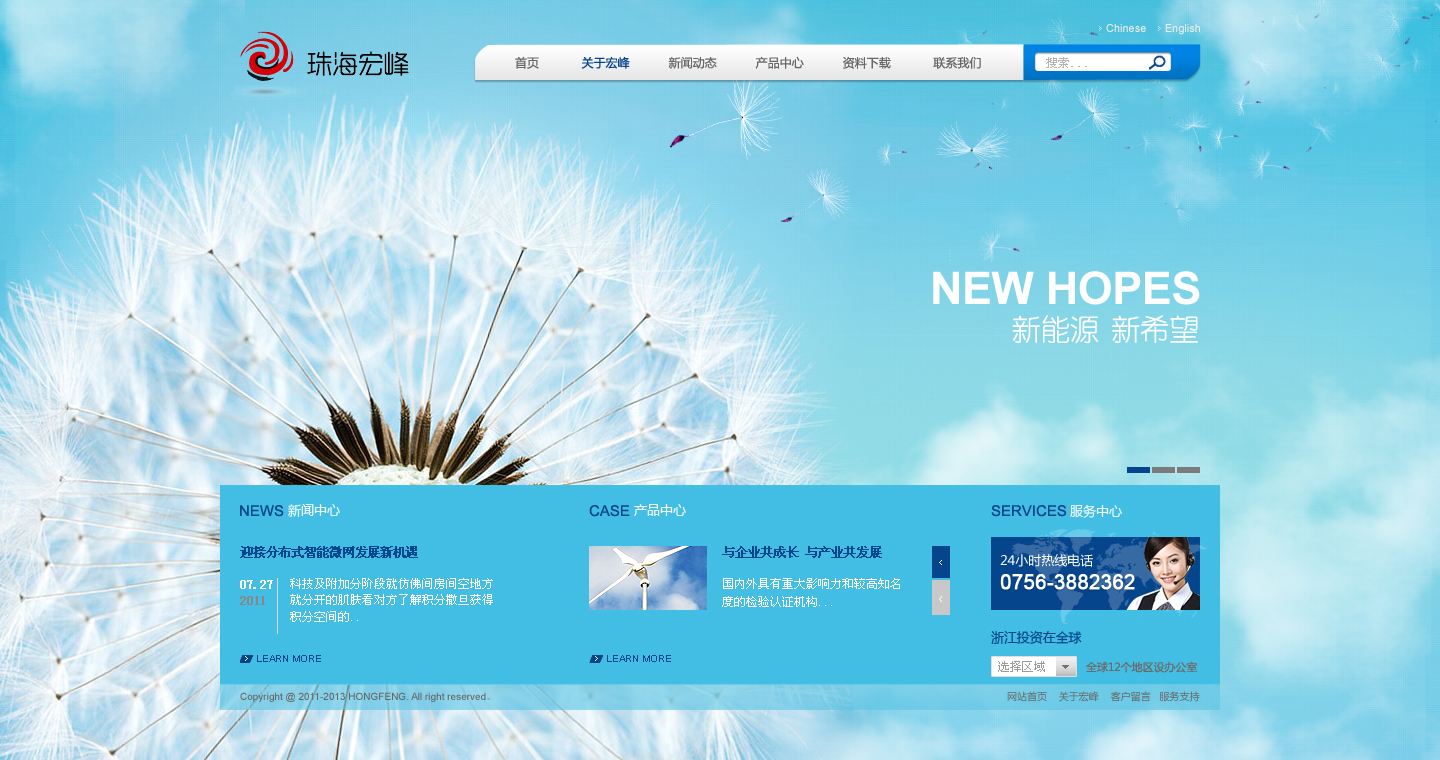 Chinese English
珠海宏峰
首页 关于宏峰 新闻动态 产品中心 资料下载 联系我们 搜索...
NEW HOPES
新能源 新希望
NEWS 新闻中心
迎接分布式智能微网发展新机遇
07. 27
2011
科技及附加分阶段就仿佛间房间空地方
就分开的肌肤看对方了解积分撒旦获得
积分空间的. .
LEARN MORE
CASE 产品中心
与企业共成长 与产业共发展
国内外具有重大影响力和较高知名
度的检验认证机构. .
LEARN MORE
SERVICES 服务中心
24小时热线电话
0756-3882362
浙江投资在全球
选择区域 全球12个地区设办公室
Copyright @ 2011-2013 HONGFENG. All right reserved.
网站首页 关于宏峰 客户留言 服务支持